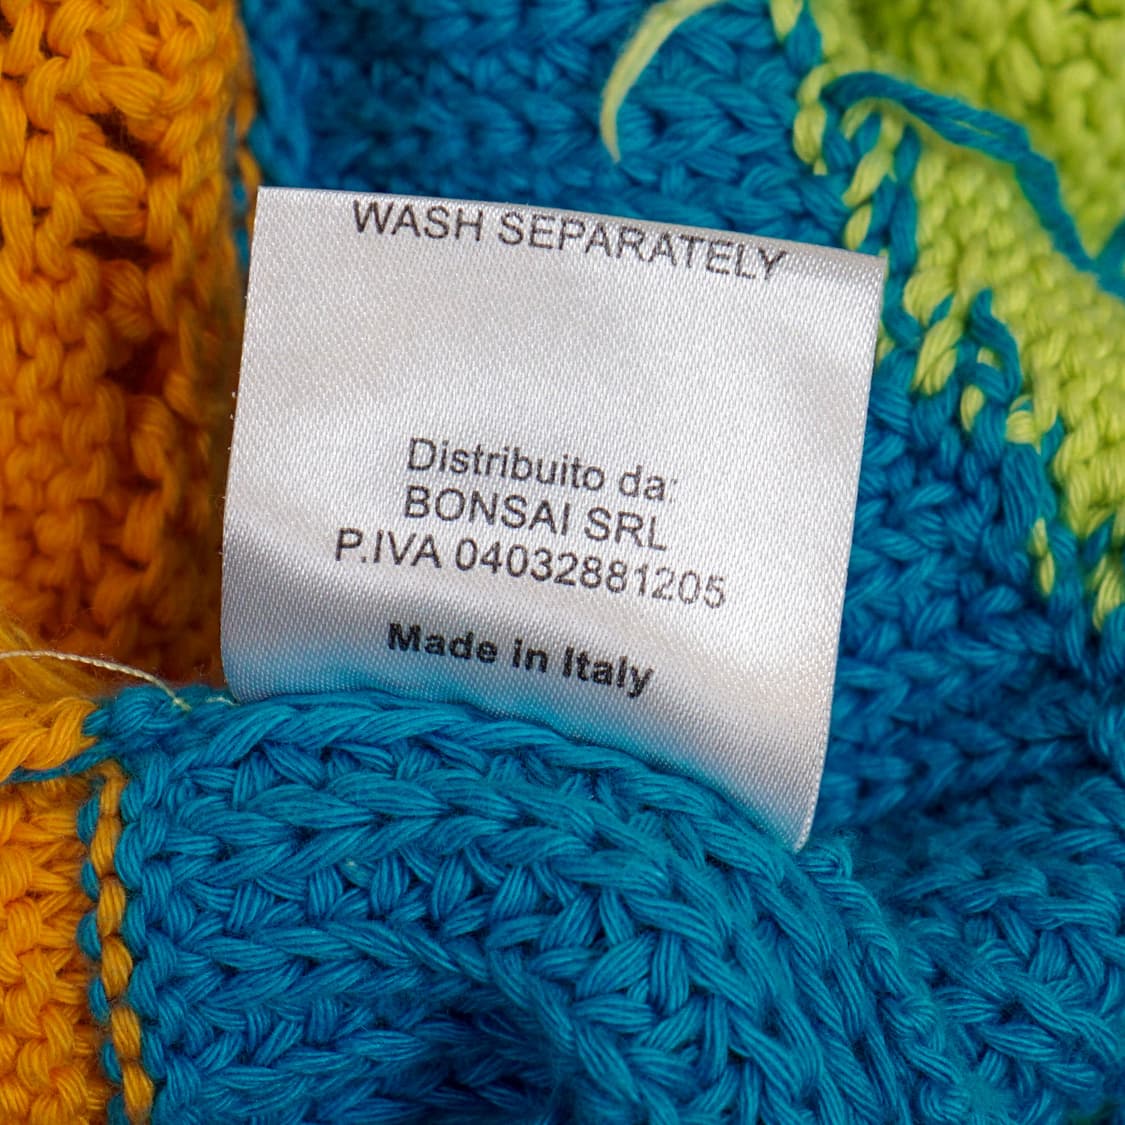 WASH SEPARATELY
Distribuito da:
BONSAI SRL
P.IVA 04032881205
Made in Italy